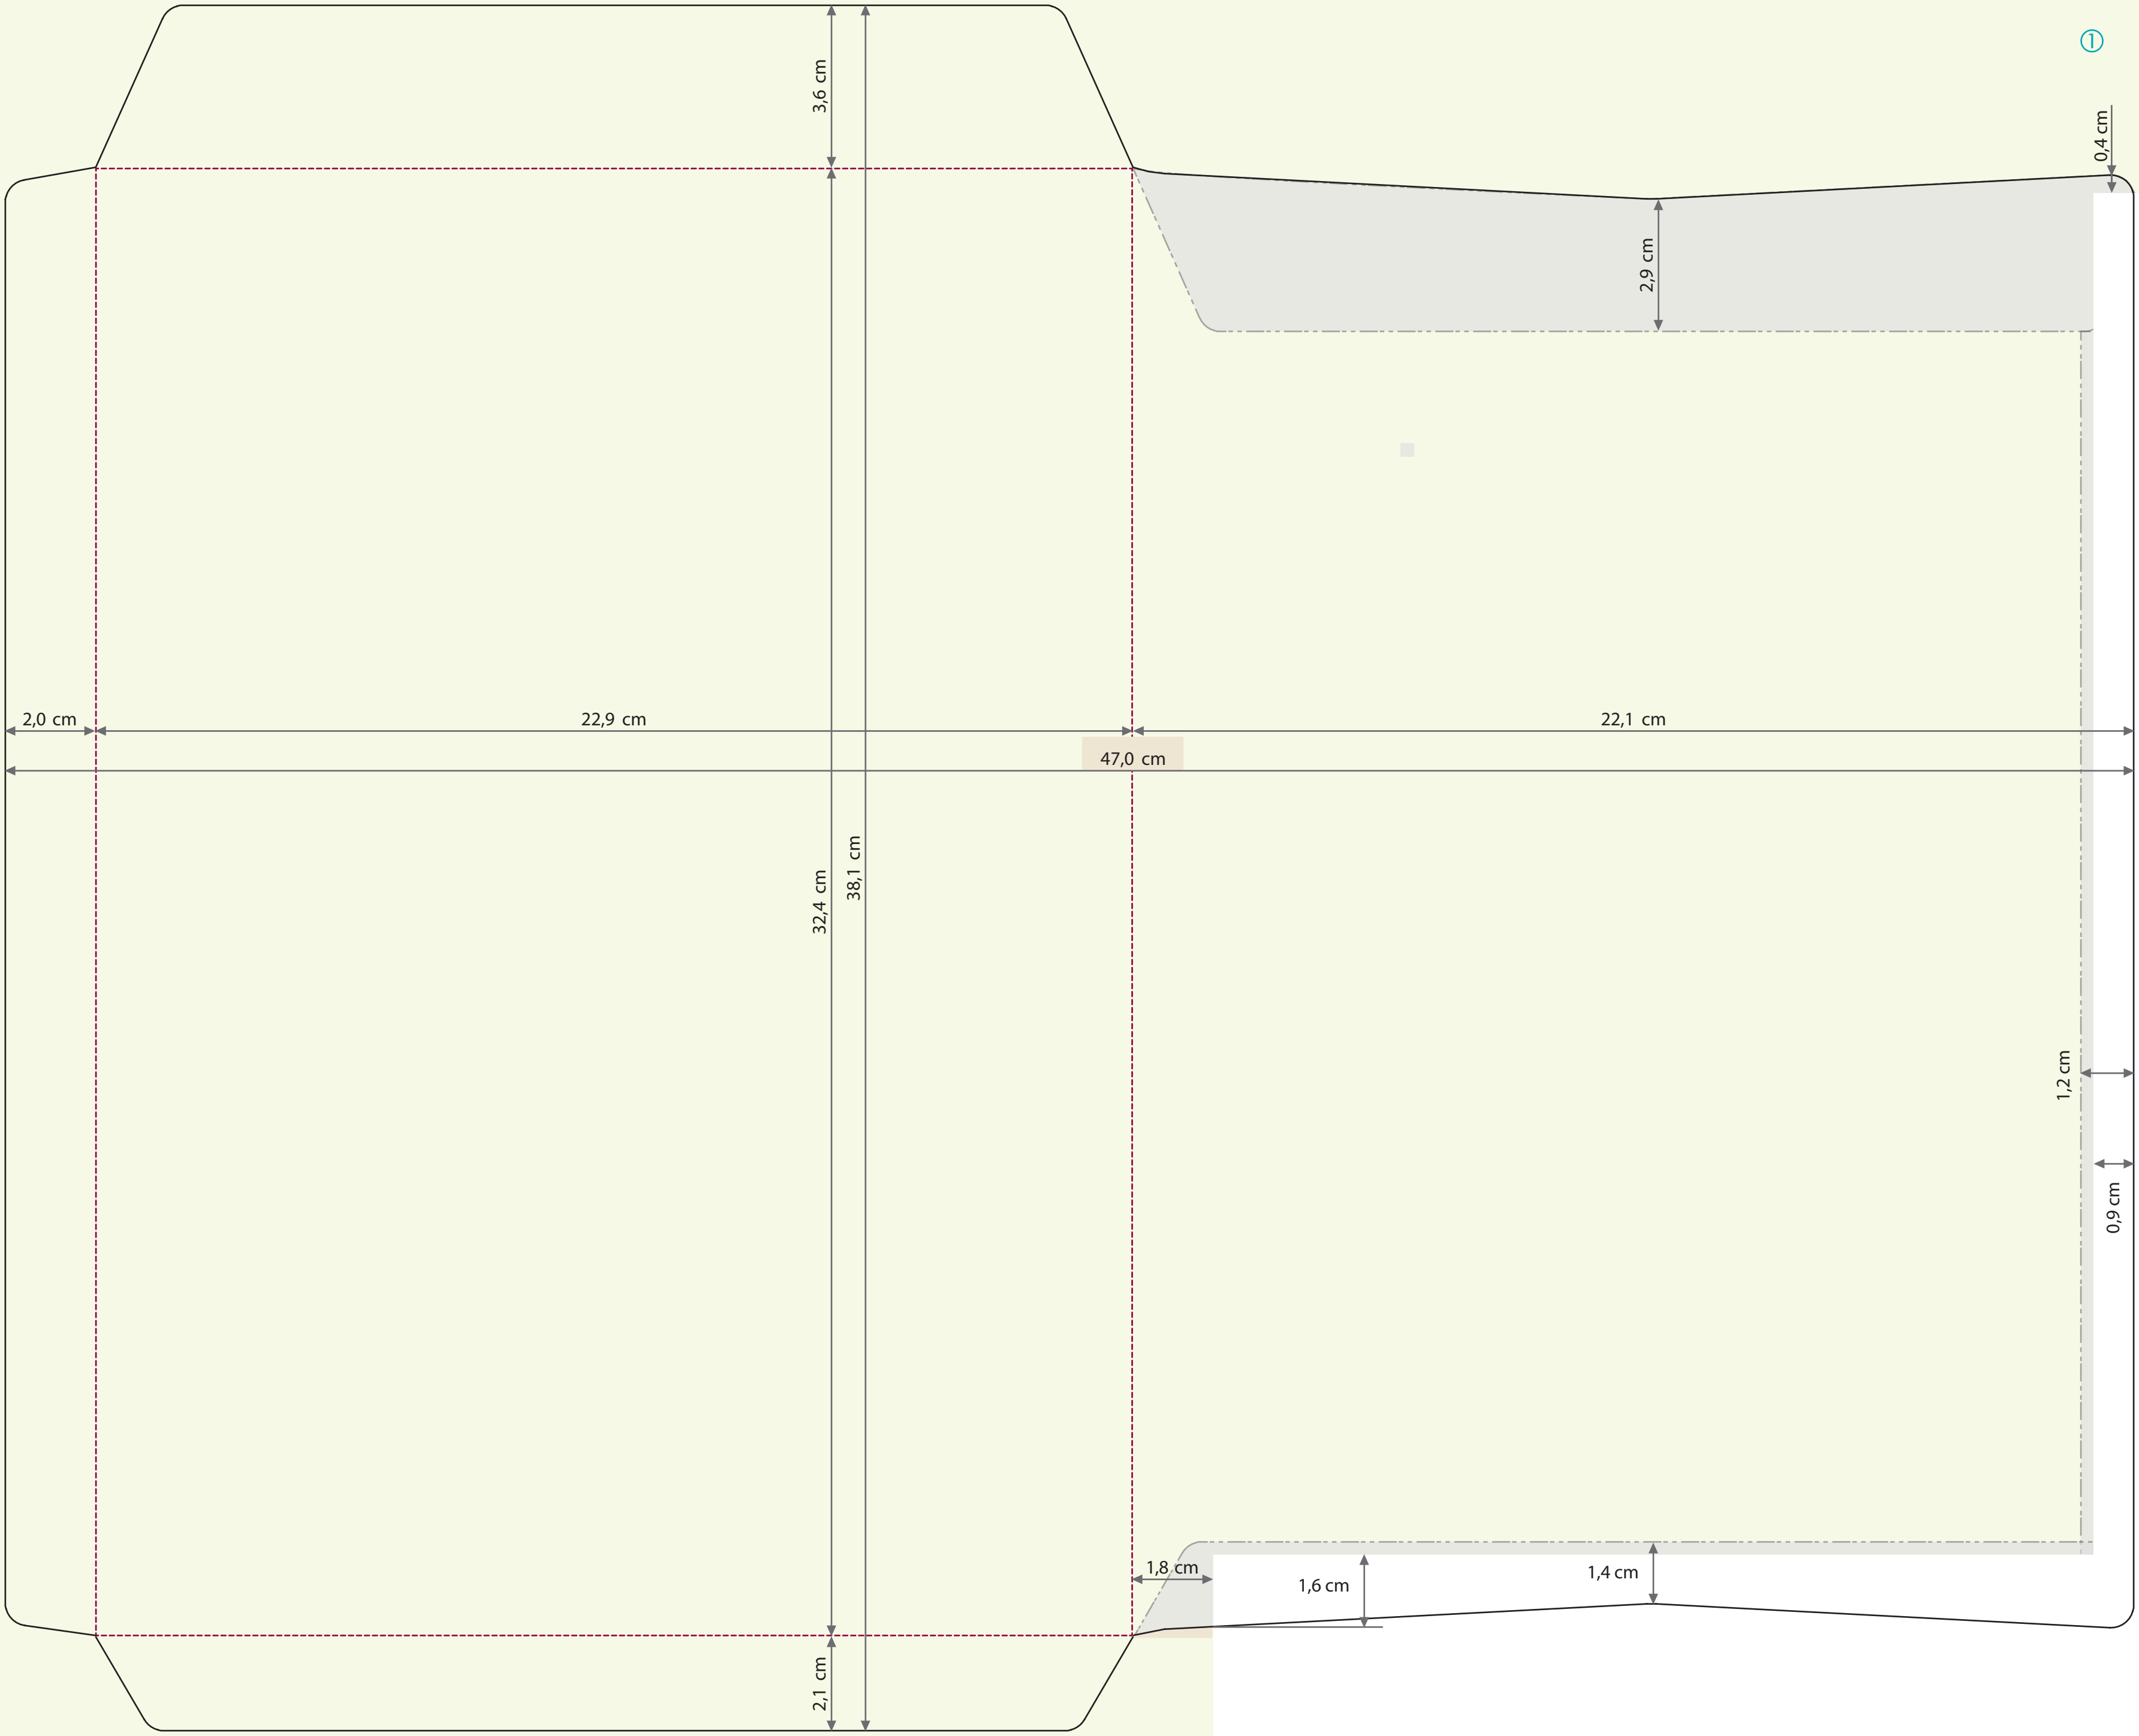 ①
3,6 cm
0,4 cm
2,9 cm
2,0 cm
22,9 cm
22,1 cm
47,0 cm
32,4 cm
38,1 cm
1,2 cm
0,9 cm
1,8 cm
1,6 cm
1,4 cm
2,1 cm